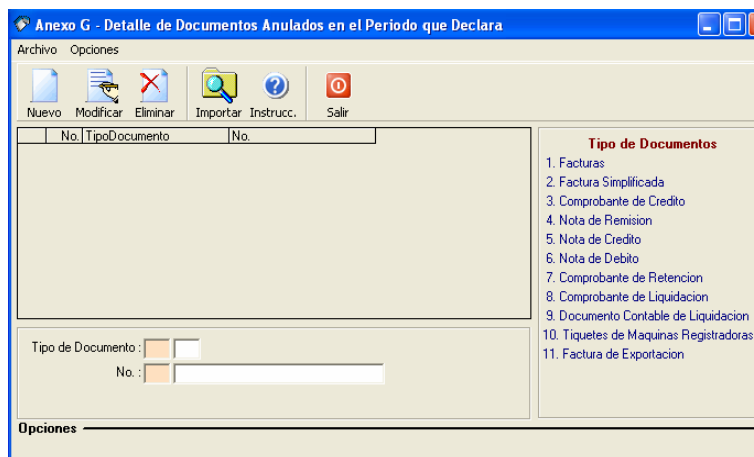 Anexo G - Detalle de Documentos Anulados en el Periodo que Declara
Archivo Opciones
Nuevo Modificar Eliminar Importar Instrucc. Salir
No. TipoDocumento No.
Tipo de Documentos
1. Facturas
2. Factura Simplificada
3. Comprobante de Credito
4. Nota de Remision
5. Nota de Credito
6. Nota de Debito
7. Comprobante de Retencion
8. Comprobante de Liquidacion
9. Documento Contable de Liquidacion
10. Tiquetes de Maquinas Registradoras
11. Factura de Exportacion
Tipo de Documento :
No. :
Opciones